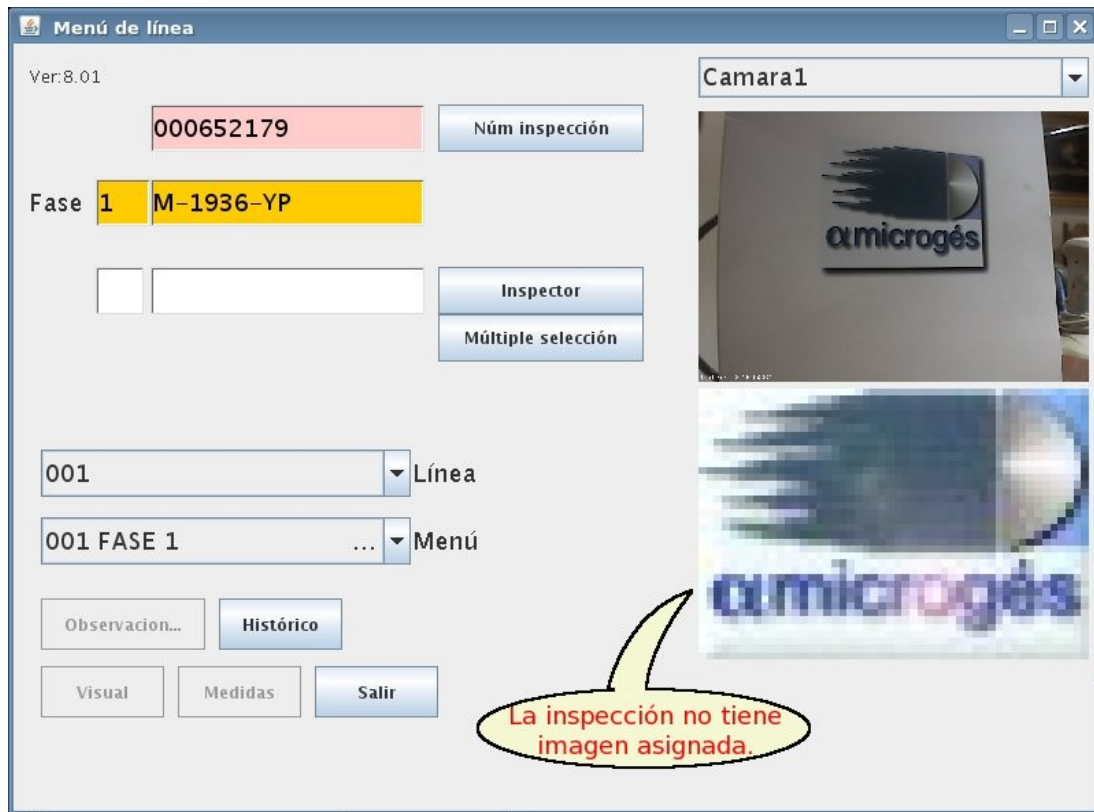 Menú de línea
Ver:8.01
Camara1
000652179
Núm inspección
Fase 1 M-1936-YP
Inspector
Múltiple selección
αmicrogés
001
Línea
001 FASE 1 ...
Menú
αmicrogés
Observacion...
Histórico
Visual
Medidas
Salir
La inspección no tiene
imagen asignada.